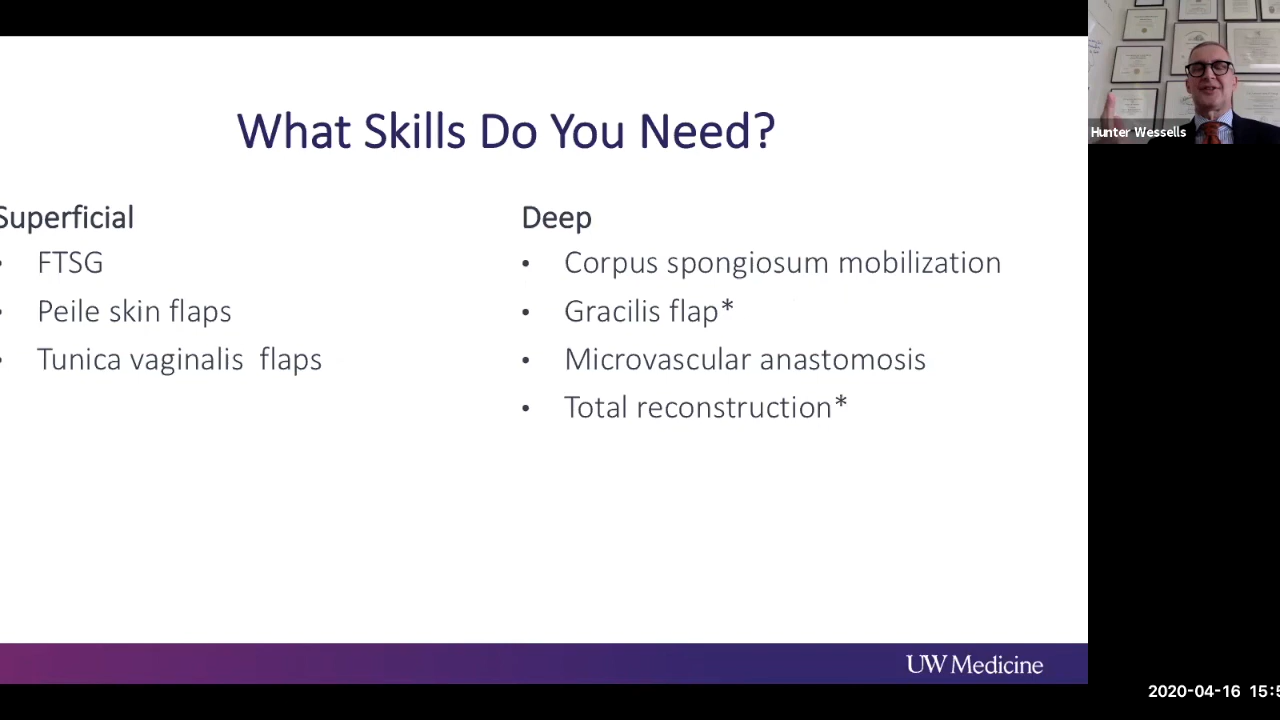 What Skills Do You Need?
Superficial
• FTSG
• Peile skin flaps
• Tunica vaginalis flaps
Deep
• Corpus spongiosum mobilization
• Gracilis flap*
• Microvascular anastomosis
• Total reconstruction*
UW Medicine
Hunter Wessells
2020-04-16 15:5